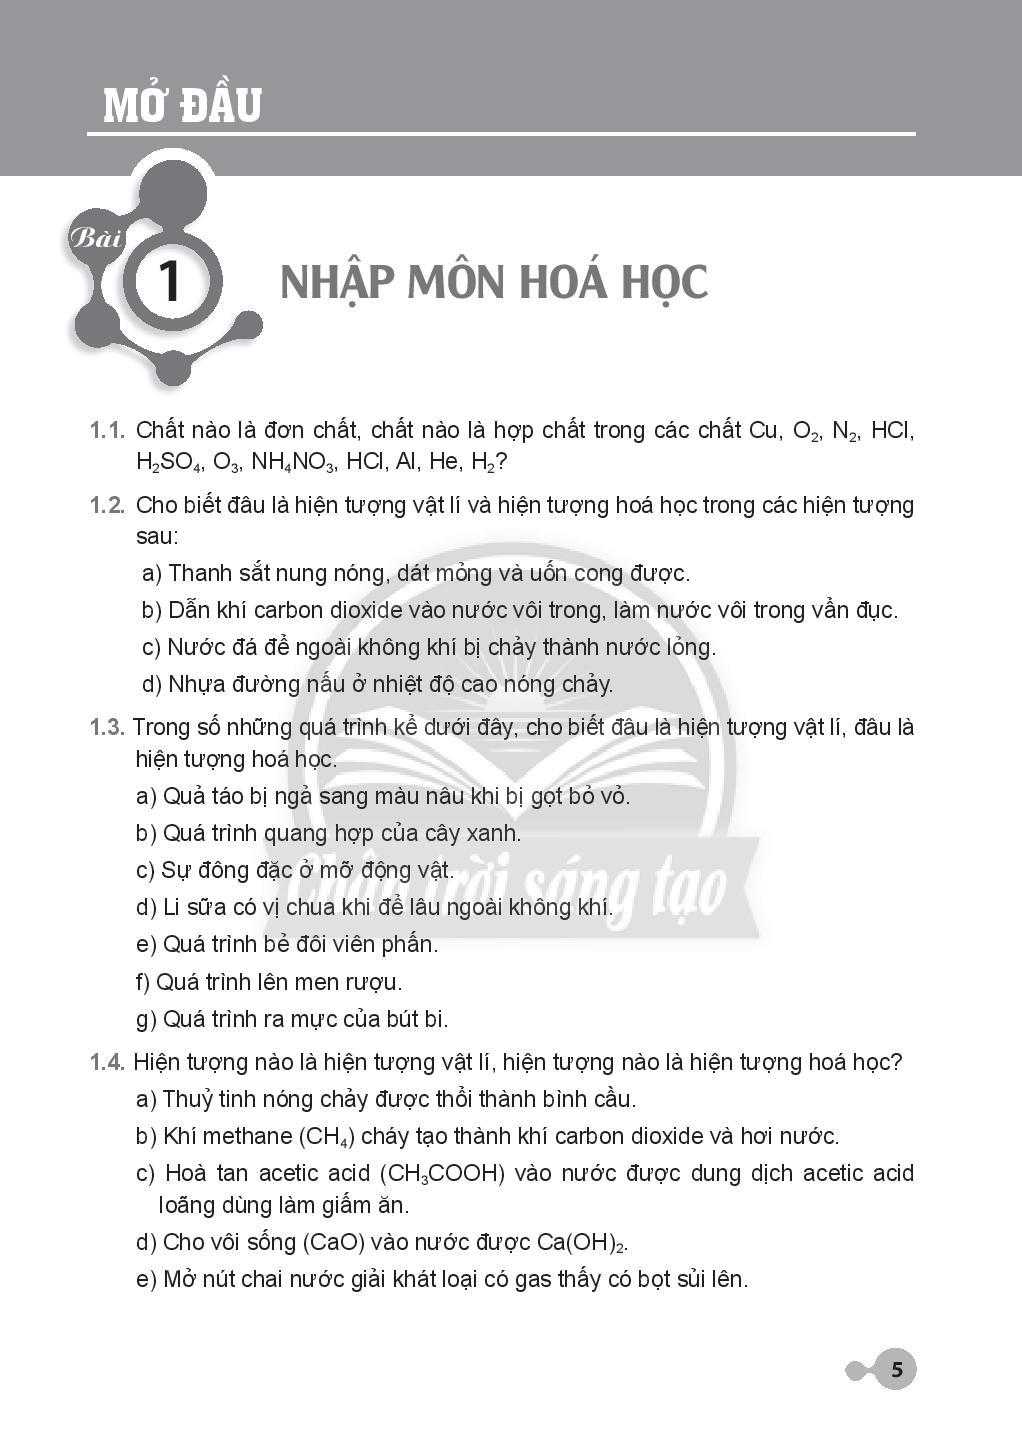 MỞ ĐẦU
Bài
1
NHẬP MÔN HOÁ HỌC
1.1. Chất nào là đơn chất, chất nào là hợp chất trong các chất Cu, O₂, N₂, HCl,
H₂SO₄, O₃, NH₄NO₃, HCl, Al, He, H₂?
1.2. Cho biết đâu là hiện tượng vật lí và hiện tượng hoá học trong các hiện tượng
sau:
a) Thanh sắt nung nóng, dát mỏng và uốn cong được.
b) Dẫn khí carbon dioxide vào nước vôi trong, làm nước vôi trong vẩn đục.
c) Nước đá để ngoài không khí bị chảy thành nước lỏng.
d) Nhựa đường nấu ở nhiệt độ cao nóng chảy.
1.3. Trong số những quá trình kể dưới đây, cho biết đâu là hiện tượng vật lí, đâu là
hiện tượng hoá học.
a) Quả táo bị ngả sang màu nâu khi bị gọt bỏ vỏ.
b) Quá trình quang hợp của cây xanh.
c) Sự đông đặc ở mỡ động vật.
Chân trời sáng tạo
d) Li sữa có vị chua khi để lâu ngoài không khí.
e) Quá trình bẻ đôi viên phấn.
f) Quá trình lên men rượu.
g) Quá trình ra mực của bút bi.
1.4. Hiện tượng nào là hiện tượng vật lí, hiện tượng nào là hiện tượng hoá học?
a) Thuỷ tinh nóng chảy được thổi thành bình cầu.
b) Khí methane (CH₄) cháy tạo thành khí carbon dioxide và hơi nước.
c) Hoà tan acetic acid (CH₃COOH) vào nước được dung dịch acetic acid
loãng dùng làm giấm ăn.
d) Cho vôi sống (CaO) vào nước được Ca(OH)₂.
e) Mở nút chai nước giải khát loại có gas thấy có bọt sủi lên.
5